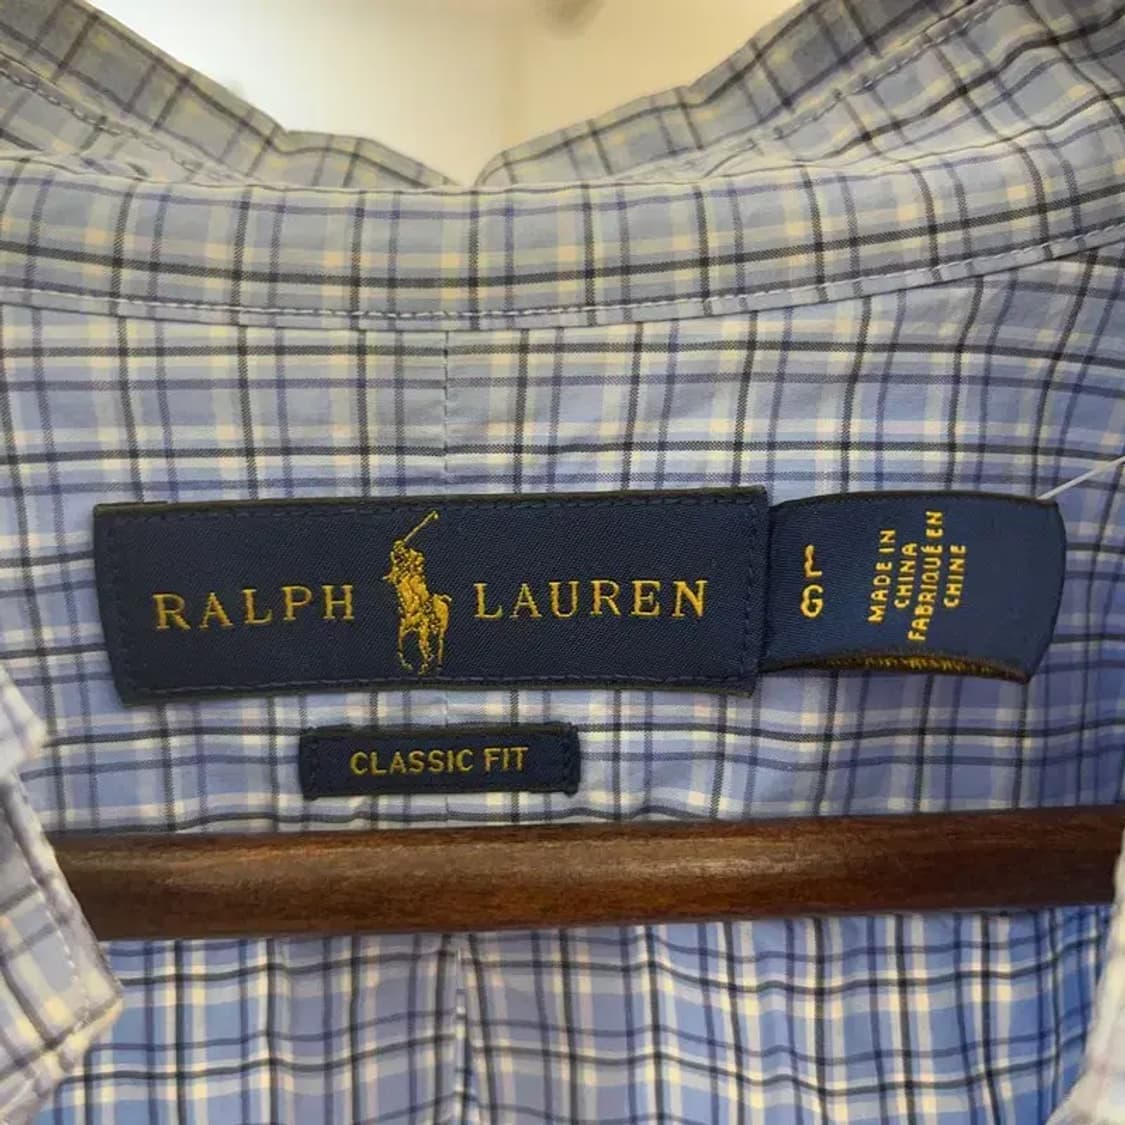 RALPH LAUREN
L
G
MADE IN
CHINA
FABRIQUÉ EN
CHINE
CLASSIC FIT